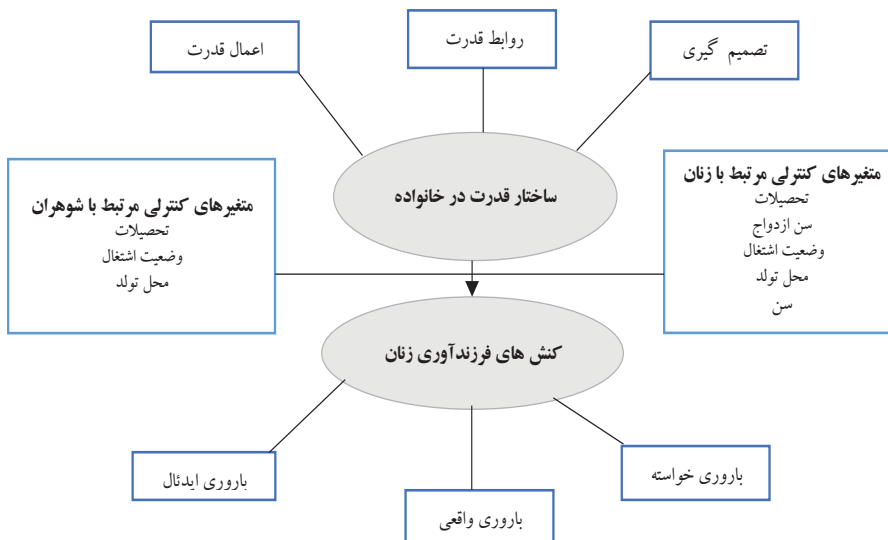 تصمیم گیری
روابط قدرت
اعمال قدرت
ساختار قدرت در خانواده
متغیرهای کنترلی مرتبط با زنان
تحصیلات
سن ازدواج
وضعیت اشتغال
محل تولد
سن
متغیرهای کنترلی مرتبط با شوهران
تحصیلات
وضعیت اشتغال
محل تولد
کنش های فرزندآوری زنان
باروری خواسته
باروری واقعی
باروری ایدئال